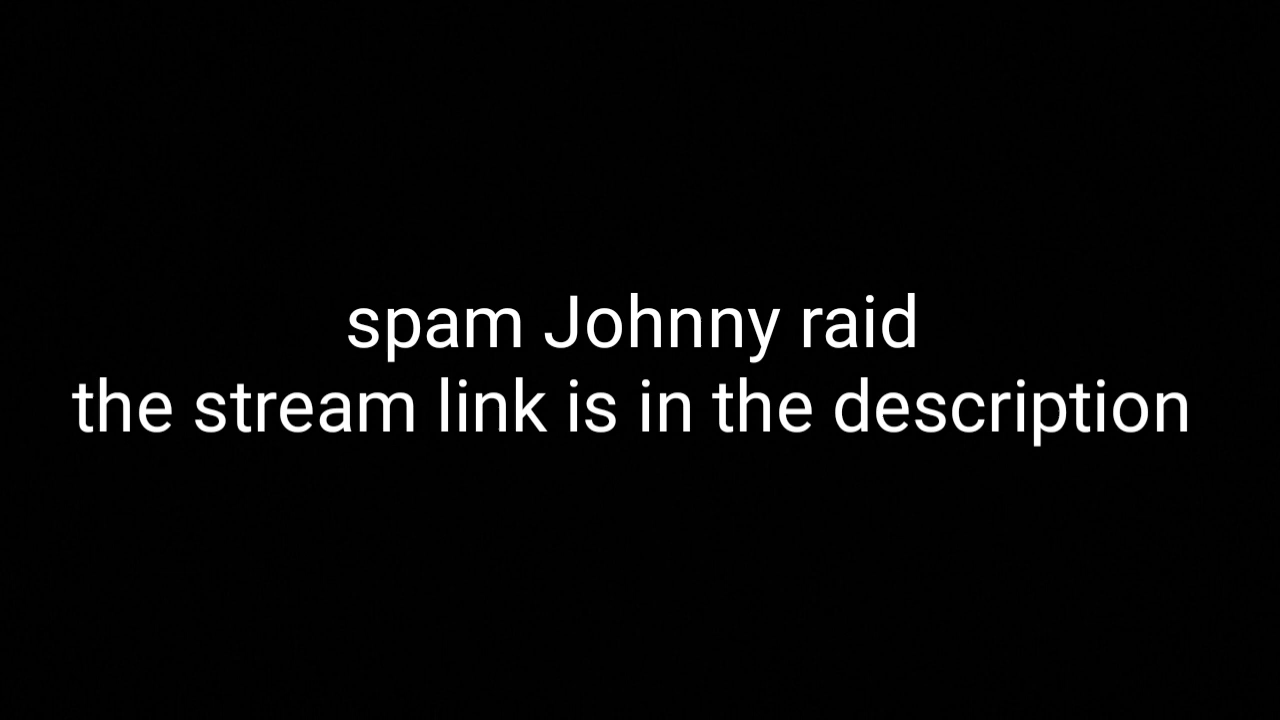 spam Johnny raid
the stream link is in the description